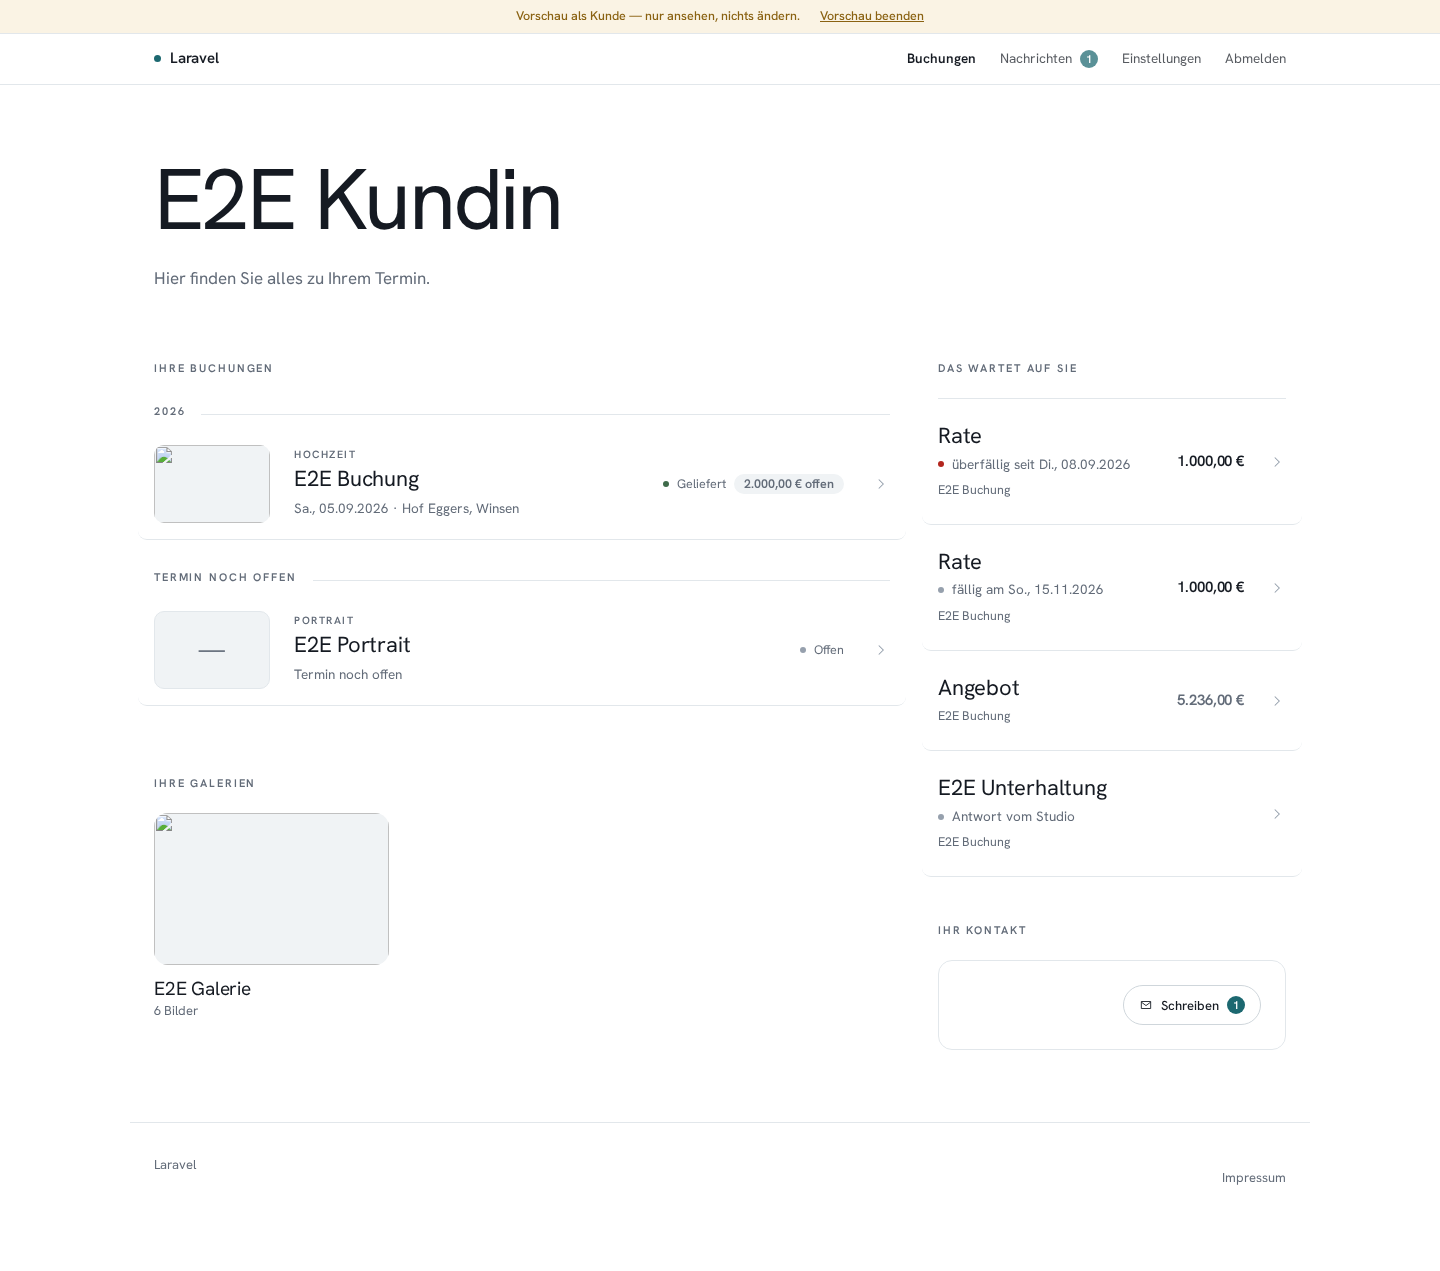 Vorschau als Kunde — nur ansehen, nichts ändern. Vorschau beenden
Laravel
Buchungen Nachrichten 1 Einstellungen Abmelden
E2E Kundin
Hier finden Sie alles zu Ihrem Termin.
IHRE BUCHUNGEN
2026
HOCHZEIT
E2E Buchung
Sa., 05.09.2026 · Hof Eggers, Winsen
Geliefert 2.000,00 € offen
TERMIN NOCH OFFEN
—
PORTRAIT
E2E Portrait
Termin noch offen
Offen
IHRE GALERIEN
E2E Galerie
6 Bilder
DAS WARTET AUF SIE
Rate
überfällig seit Di., 08.09.2026
E2E Buchung
1.000,00 €
Rate
fällig am So., 15.11.2026
E2E Buchung
1.000,00 €
Angebot
E2E Buchung
5.236,00 €
E2E Unterhaltung
Antwort vom Studio
E2E Buchung
IHR KONTAKT
Schreiben 1
Laravel
Impressum